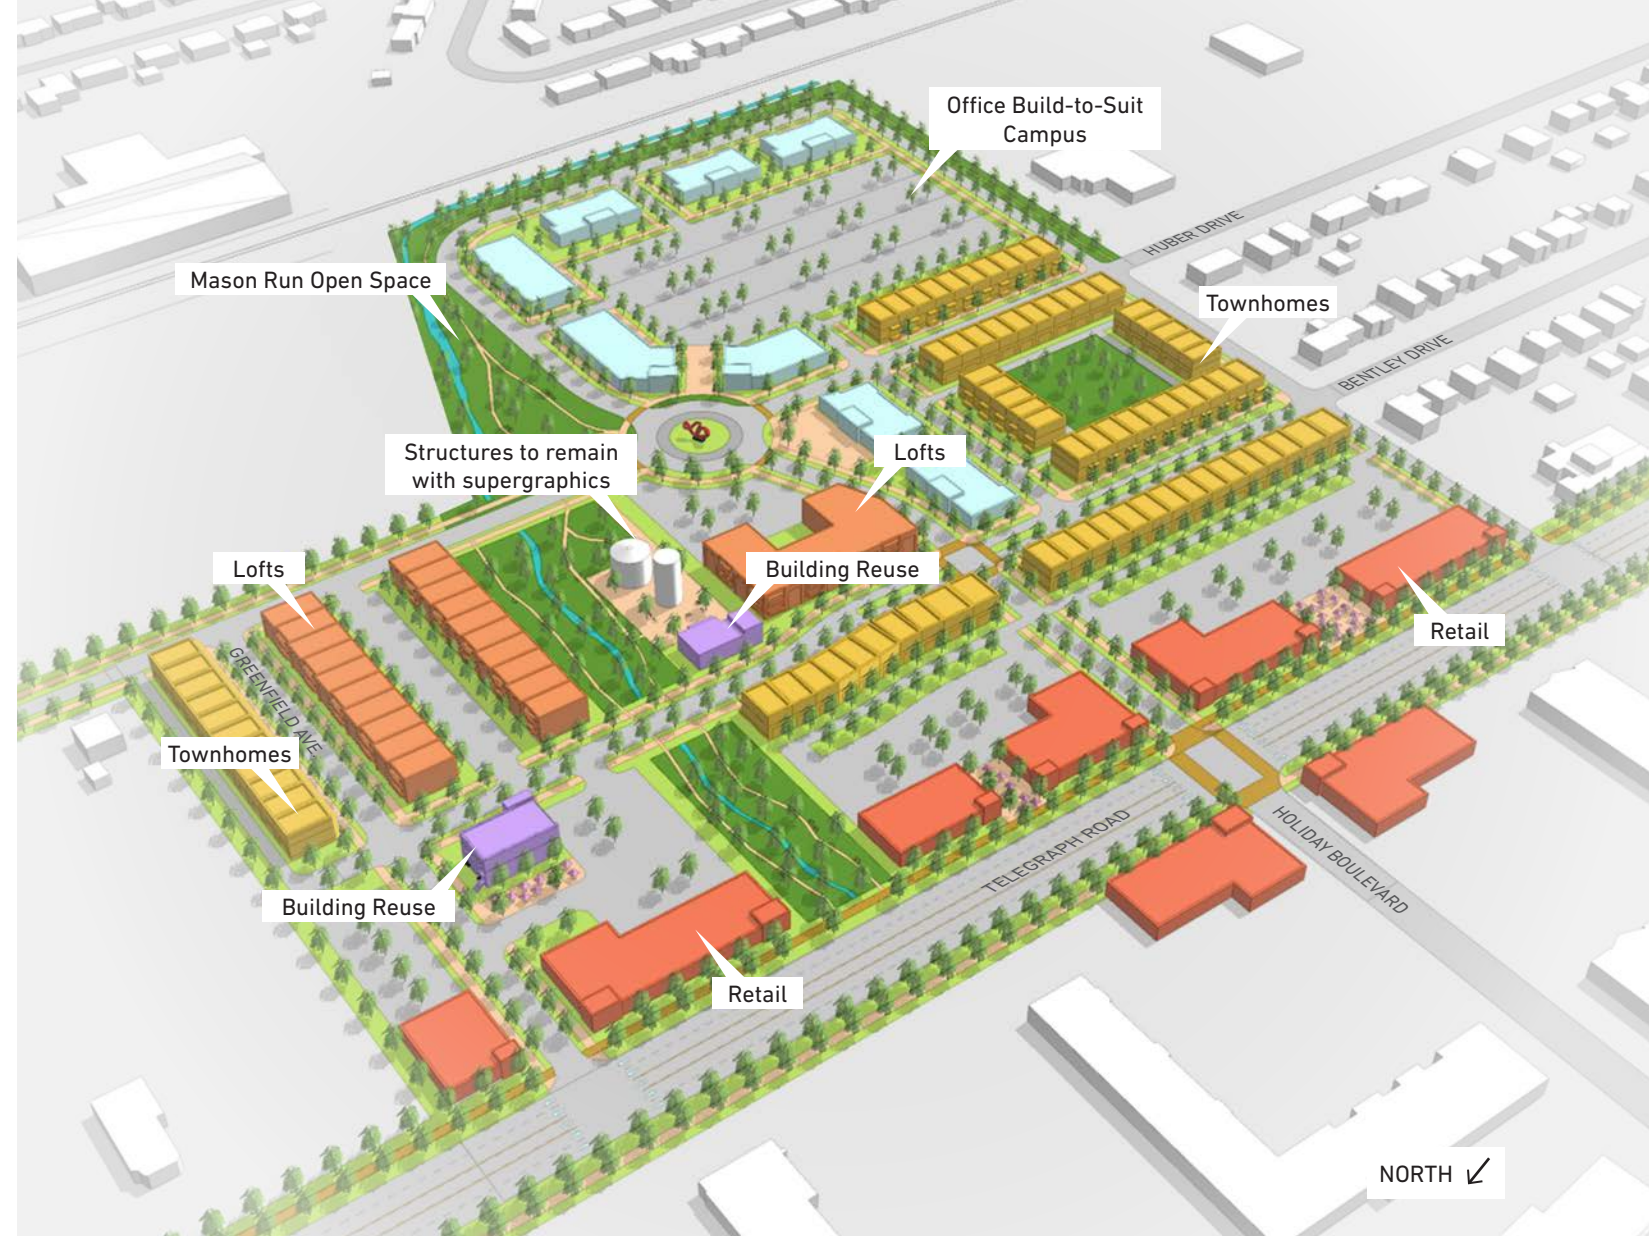 Office Build-to-Suit
Campus
HUBER DRIVE
Mason Run Open Space
Townhomes
BENTLEY DRIVE
Structures to remain
with supergraphics
Lofts
Lofts
Building Reuse
Retail
GREENFIELD AVE.
Townhomes
TELEGRAPH ROAD
HOLIDAY BOULEVARD
Building Reuse
Retail
NORTH